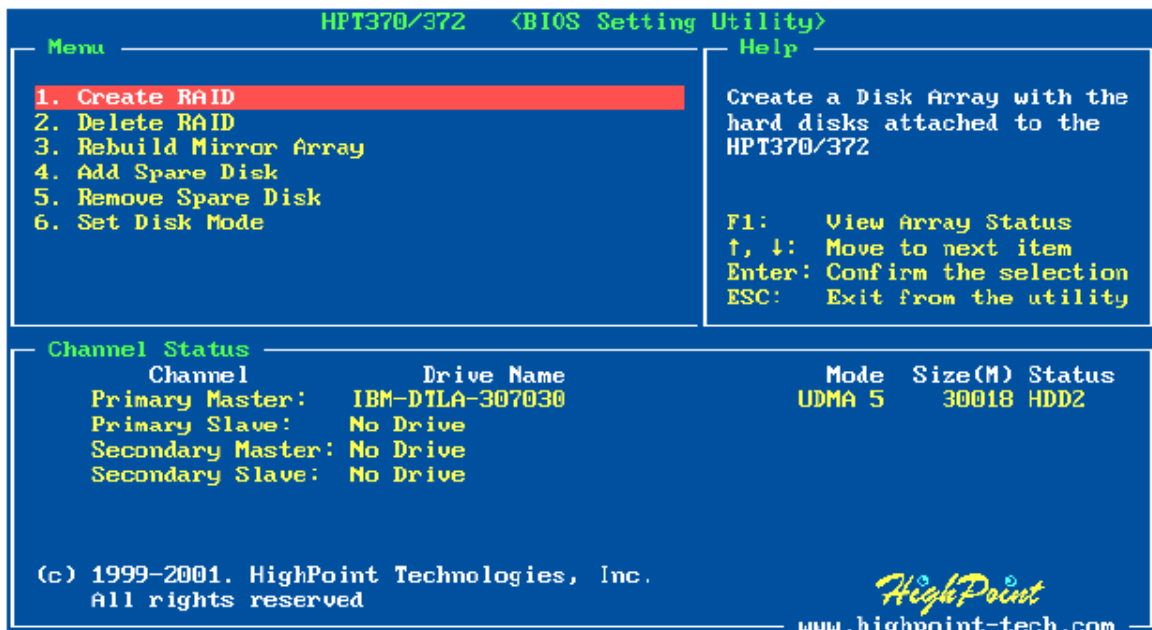 HPT370/372 <BIOS Setting Utility>
Menu
1. Create RAID
2. Delete RAID
3. Rebuild Mirror Array
4. Add Spare Disk
5. Remove Spare Disk
6. Set Disk Mode
Help
Create a Disk Array with the
hard disks attached to the
HPT370/372
F1: View Array Status
↑, ↓: Move to next item
Enter: Confirm the selection
ESC: Exit from the utility
Channel Status
Channel Drive Name Mode Size(M) Status
Primary Master: IBM-DTLA-307030 UDMA 5 30018 HDD2
Primary Slave: No Drive
Secondary Master: No Drive
Secondary Slave: No Drive
(c) 1999-2001. HighPoint Technologies, Inc.
All rights reserved
HighPoint
www.highpoint-tech.com